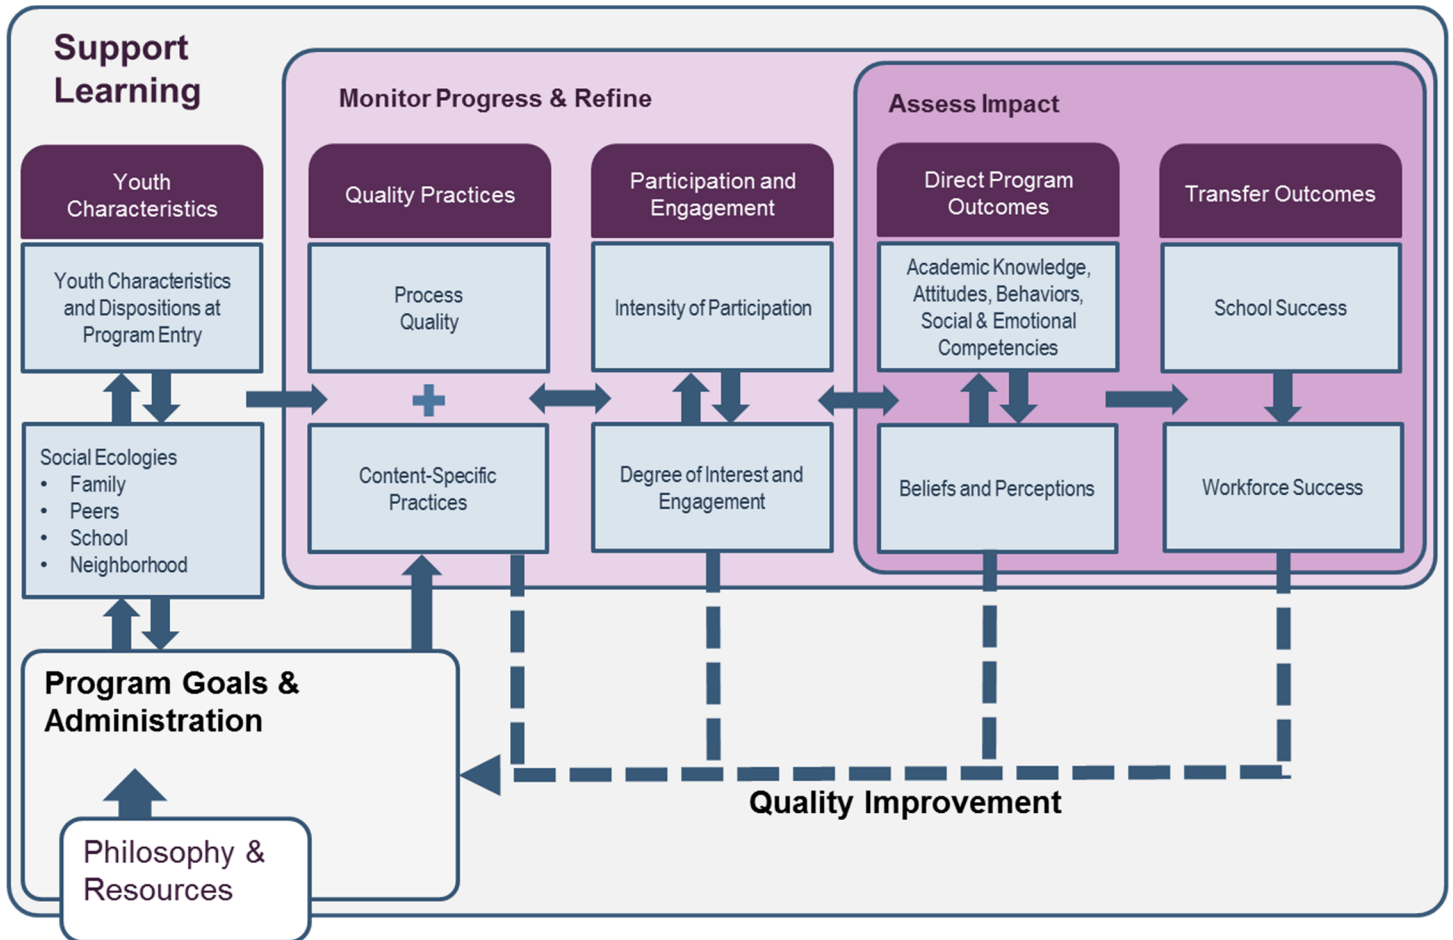 Support
Learning
Monitor Progress & Refine
Assess Impact
Youth
Characteristics
Quality Practices
Participation and
Engagement
Direct Program
Outcomes
Transfer Outcomes
Youth Characteristics
and Dispositions at
Program Entry
Process
Quality
Intensity of Participation
Academic Knowledge,
Attitudes, Behaviors,
Social & Emotional
Competencies
School Success
Social Ecologies
• Family
• Peers
• School
• Neighborhood
Content-Specific
Practices
Degree of Interest and
Engagement
Beliefs and Perceptions
Workforce Success
Program Goals &
Administration
Quality Improvement
Philosophy &
Resources